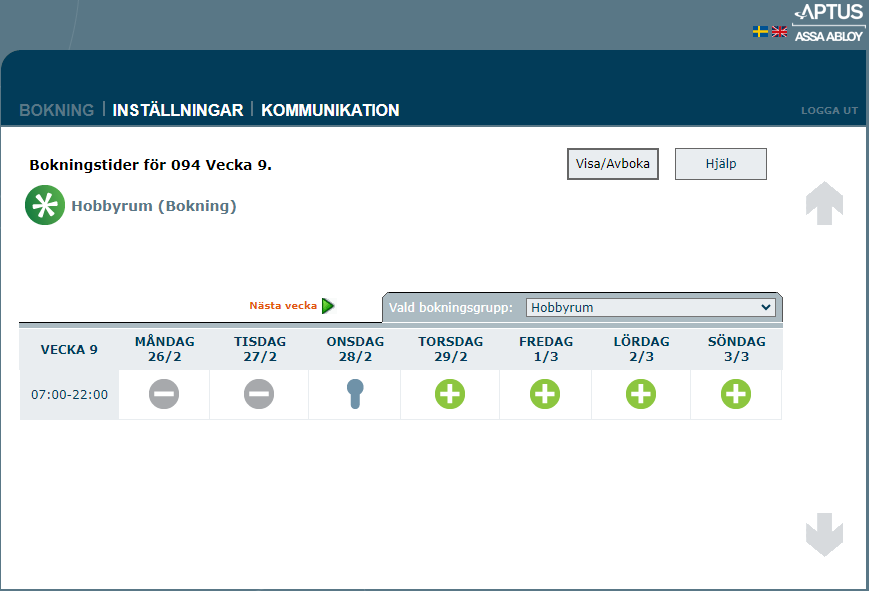 APTUS
ASSA ABLOY
BOKNING INSTÄLLNINGAR KOMMUNIKATION LOGGA UT
Bokningstider för 094 Vecka 9. Visa/Avboka Hjälp
Hobbyrum (Bokning)
Nästa vecka Vald bokningsgrupp: Hobbyrum
VECKA 9 MÅNDAG 26/2 TISDAG 27/2 ONSDAG 28/2 TORSDAG 29/2 FREDAG 1/3 LÖRDAG 2/3 SÖNDAG 3/3
07:00-22:00